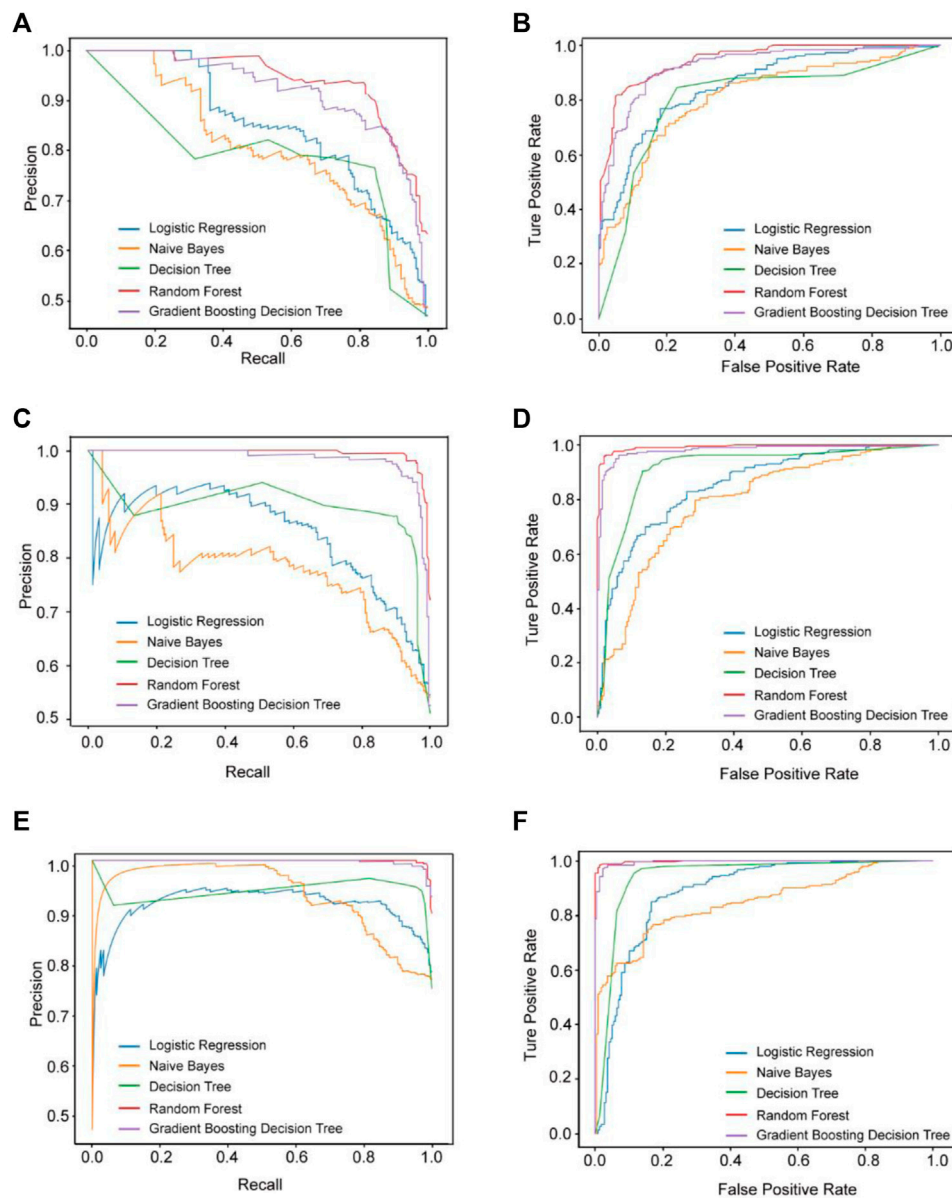 A
1.0
0.9
0.8
0.7
0.6
0.5
Precision
Logistic Regression
Naive Bayes
Decision Tree
Random Forest
Gradient Boosting Decision Tree
0.0 0.2 0.4 0.6 0.8 1.0
Recall
B
1.0
0.8
0.6
0.4
0.2
0.0
Ture Positive Rate
Logistic Regression
Naive Bayes
Decision Tree
Random Forest
Gradient Boosting Decision Tree
0.0 0.2 0.4 0.6 0.8 1.0
False Positive Rate
C
1.0
0.9
0.8
0.7
0.6
0.5
Precision
Logistic Regression
Naive Bayes
Decision Tree
Random Forest
Gradient Boosting Decision Tree
0.0 0.2 0.4 0.6 0.8 1.0
Recall
D
1.0
0.8
0.6
0.4
0.2
0.0
Ture Positive Rate
Logistic Regression
Naive Bayes
Decision Tree
Random Forest
Gradient Boosting Decision Tree
0.0 0.2 0.4 0.6 0.8 1.0
False Positive Rate
E
1.0
0.9
0.8
0.7
0.6
0.5
Precision
Logistic Regression
Naive Bayes
Decision Tree
Random Forest
Gradient Boosting Decision Tree
0.0 0.2 0.4 0.6 0.8 1.0
Recall
F
1.0
0.8
0.6
0.4
0.2
0.0
Ture Positive Rate
Logistic Regression
Naive Bayes
Decision Tree
Random Forest
Gradient Boosting Decision Tree
0.0 0.2 0.4 0.6 0.8 1.0
False Positive Rate